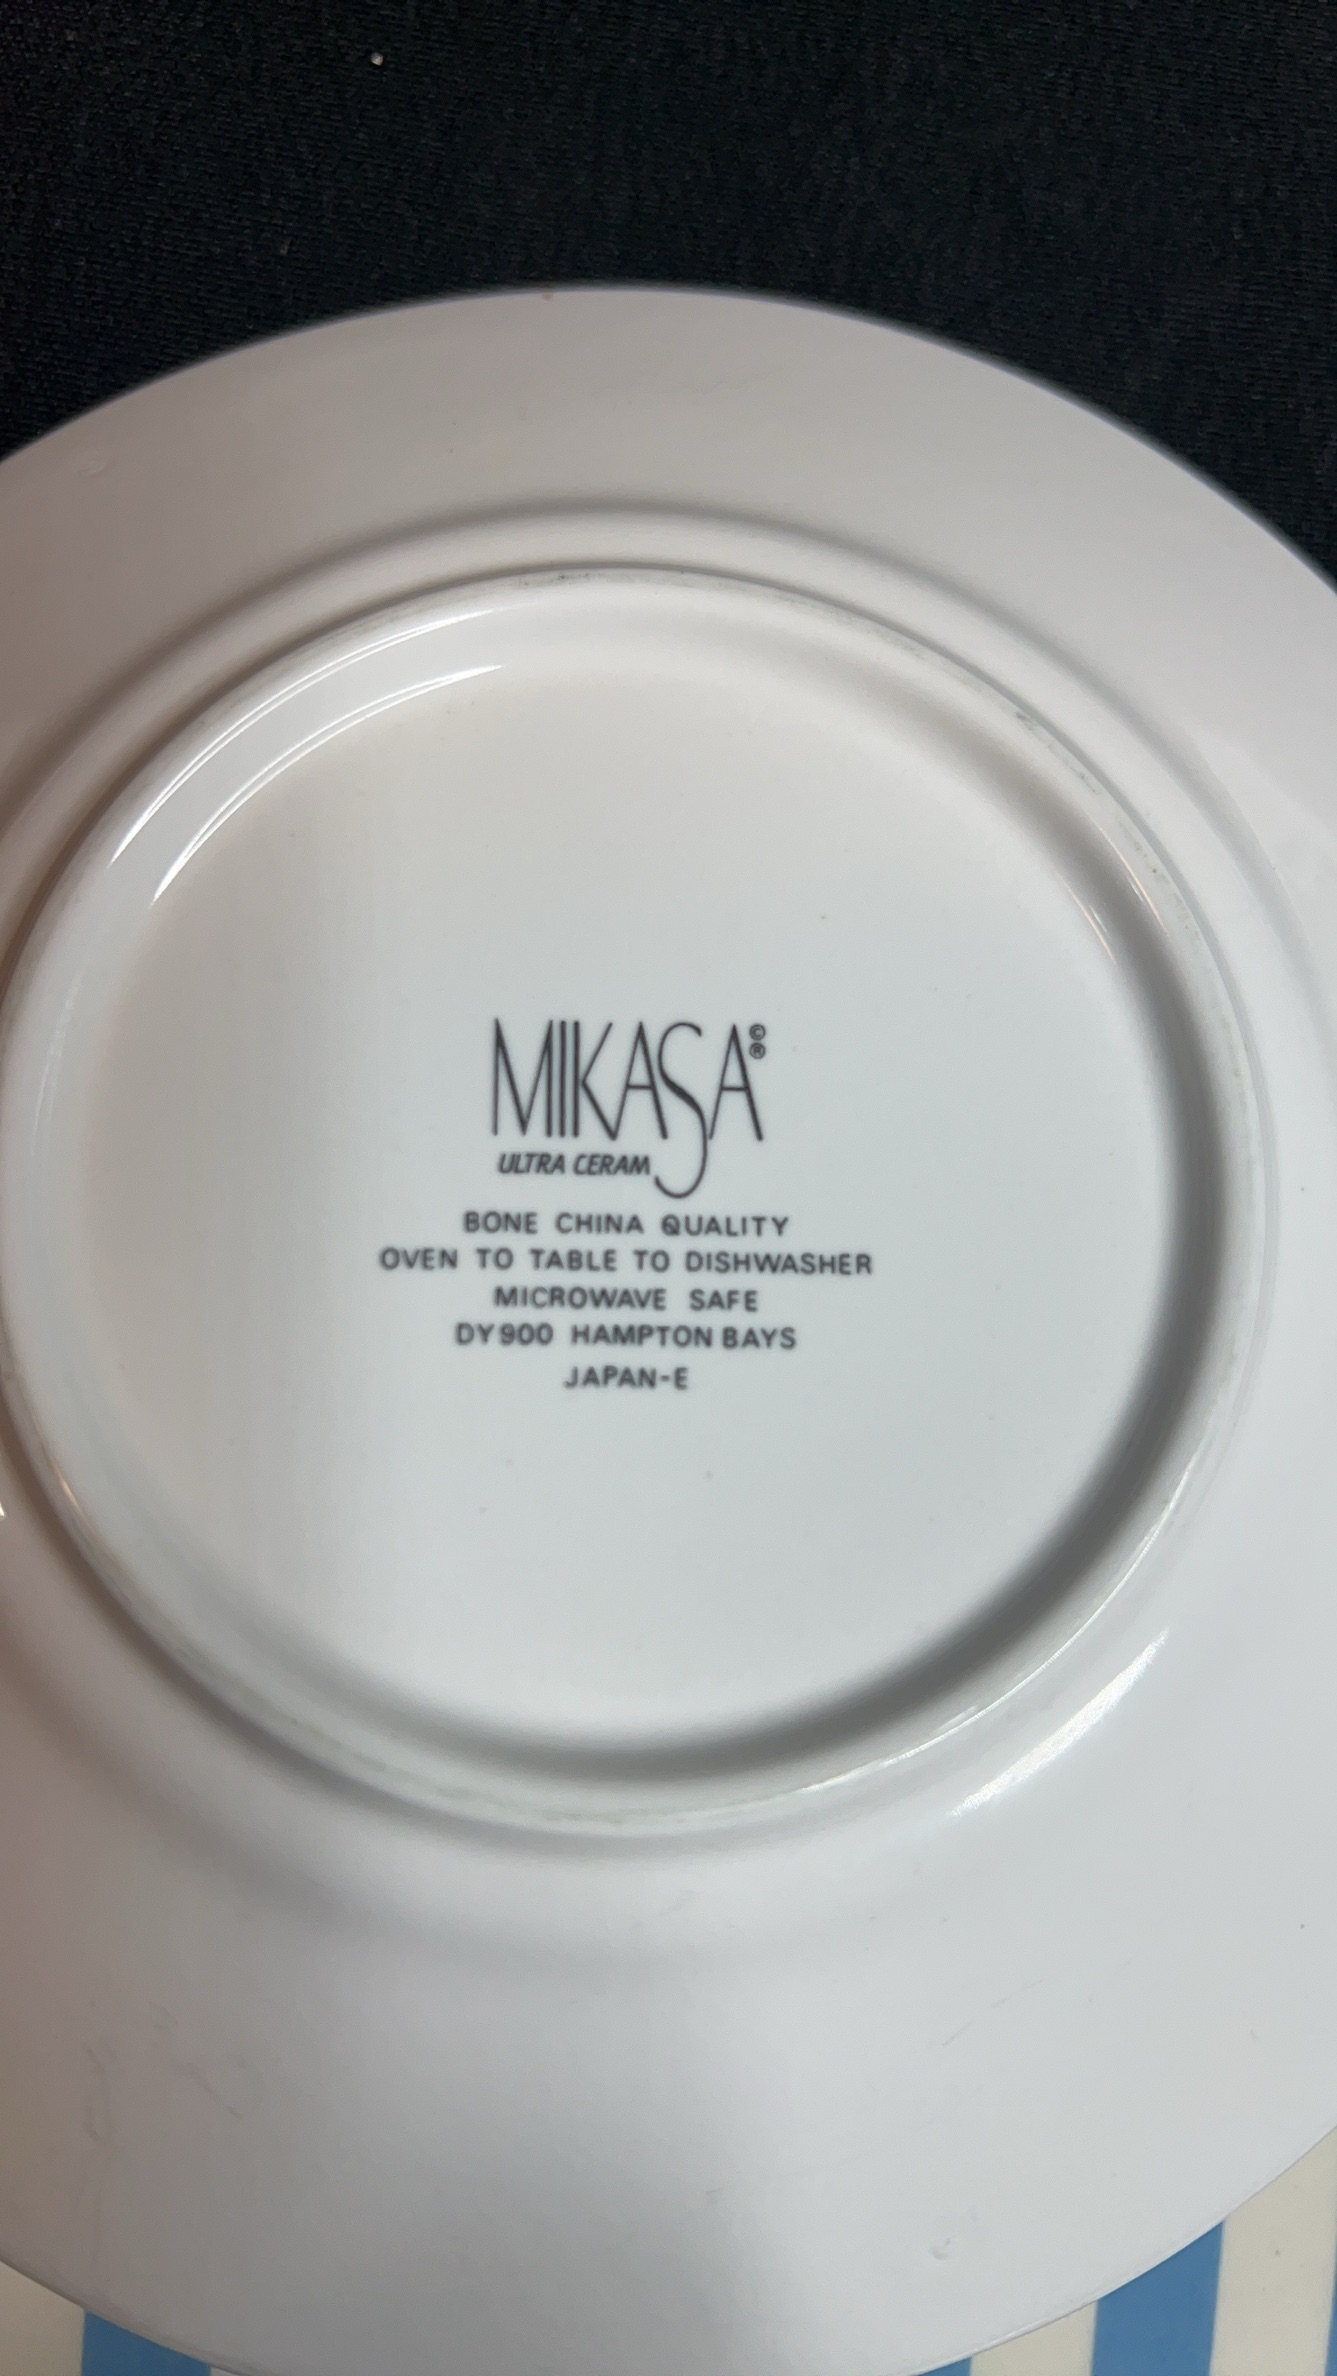 MIKASA©®
ULTRA CERAM
BONE CHINA QUALITY
OVEN TO TABLE TO DISHWASHER
MICROWAVE SAFE
DY900 HAMPTON BAYS
JAPAN-E